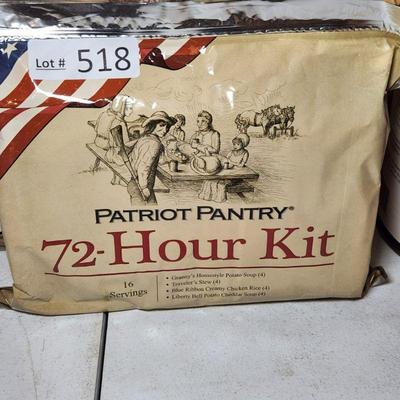 Lot # 518
PATRIOT PANTRY®
72-Hour Kit
16
Servings
• Granny's Homestyle Potato Soup (4)
• Traveler's Stew (4)
• Blue Ribbon Creamy Chicken Rice (4)
• Liberty Bell Potato Cheddar Soup (4)